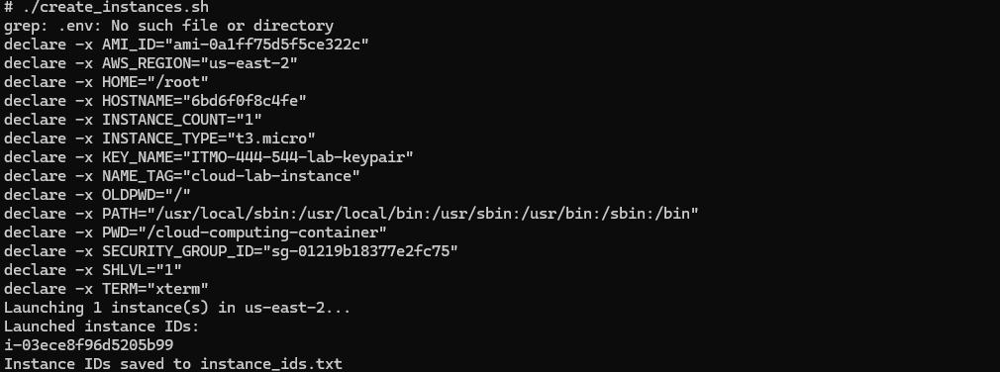 # ./create_instances.sh
grep: .env: No such file or directory
declare -x AMI_ID="ami-0a1ff75d5f5ce322c"
declare -x AWS_REGION="us-east-2"
declare -x HOME="/root"
declare -x HOSTNAME="6bd6f0f8c4fe"
declare -x INSTANCE_COUNT="1"
declare -x INSTANCE_TYPE="t3.micro"
declare -x KEY_NAME="ITMO-444-544-lab-keypair"
declare -x NAME_TAG="cloud-lab-instance"
declare -x OLDPWD="/"
declare -x PATH="/usr/local/sbin:/usr/local/bin:/usr/sbin:/usr/bin:/sbin:/bin"
declare -x PWD="/cloud-computing-container"
declare -x SECURITY_GROUP_ID="sg-01219b18377e2fc75"
declare -x SHLVL="1"
declare -x TERM="xterm"
Launching 1 instance(s) in us-east-2...
Launched instance IDs:
i-03ece8f96d5205b99
Instance IDs saved to instance_ids.txt